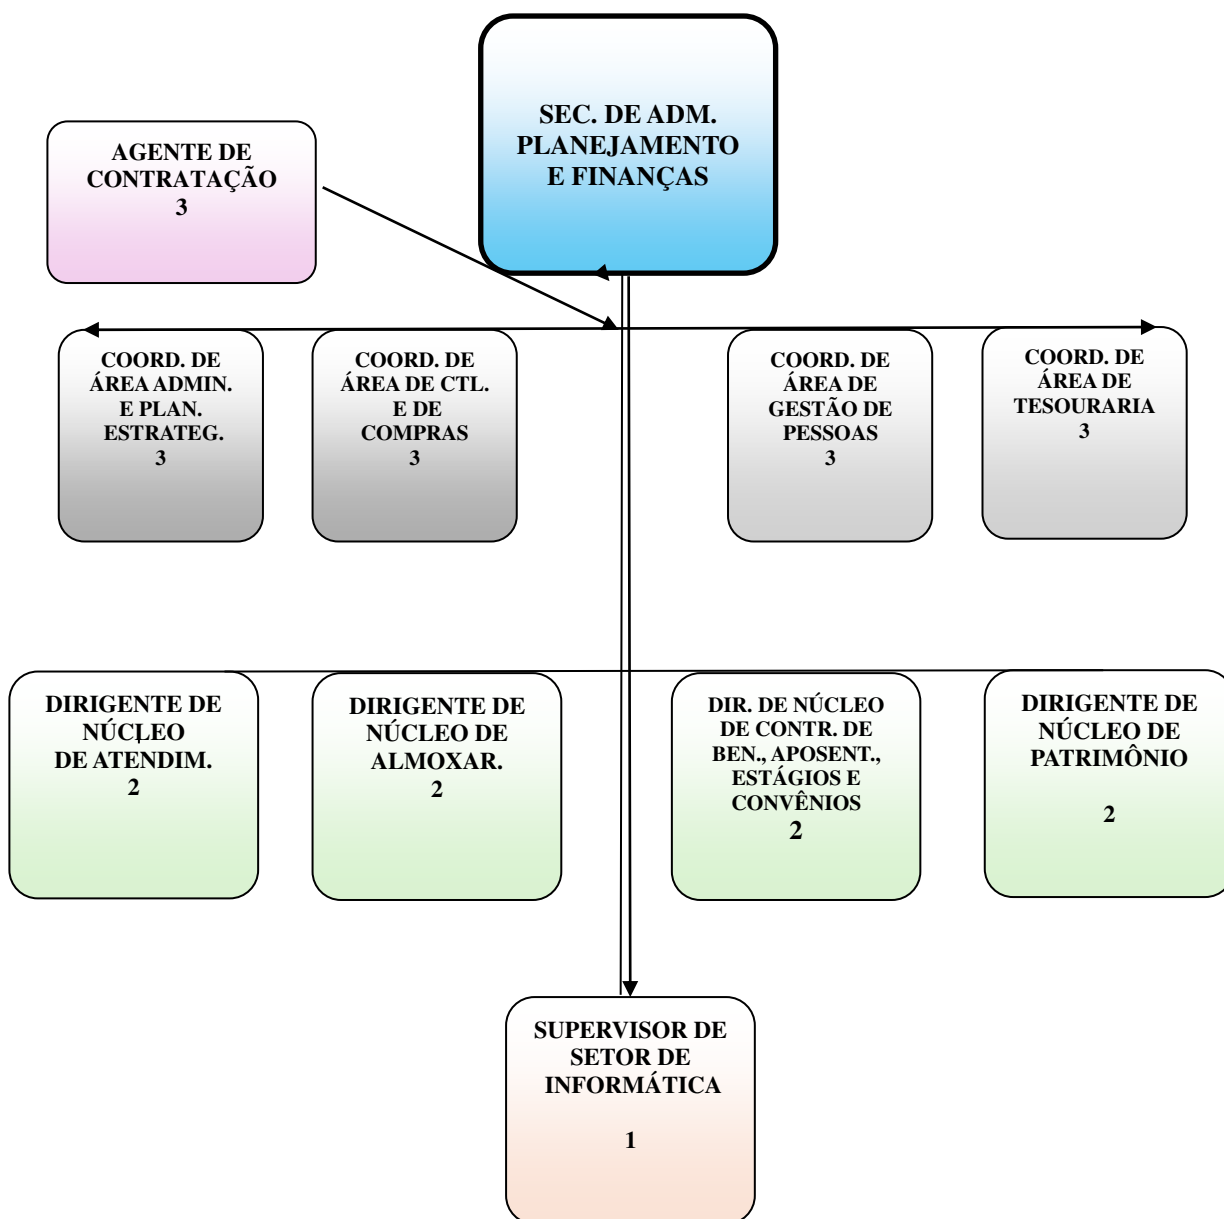 SEC. DE ADM.
PLANEJAMENTO
E FINANÇAS
AGENTE DE
CONTRATAÇÃO
3
COORD. DE
ÁREA ADMIN.
E PLAN.
ESTRATEG.
3
COORD. DE
ÁREA DE CTL.
E DE
COMPRAS
3
COORD. DE
ÁREA DE
GESTÃO DE
PESSOAS
3
COORD. DE
ÁREA DE
TESOURARIA
3
DIRIGENTE DE
NÚCLEO
DE ATENDIM.
2
DIRIGENTE DE
NÚCLEO DE
ALMOXAR.
2
DIR. DE NÚCLEO
DE CONTR. DE
BEN., APOSENT.,
ESTÁGIOS E
CONVÊNIOS
2
DIRIGENTE DE
NÚCLEO DE
PATRIMÔNIO
2
SUPERVISOR DE
SETOR DE
INFORMÁTICA
1